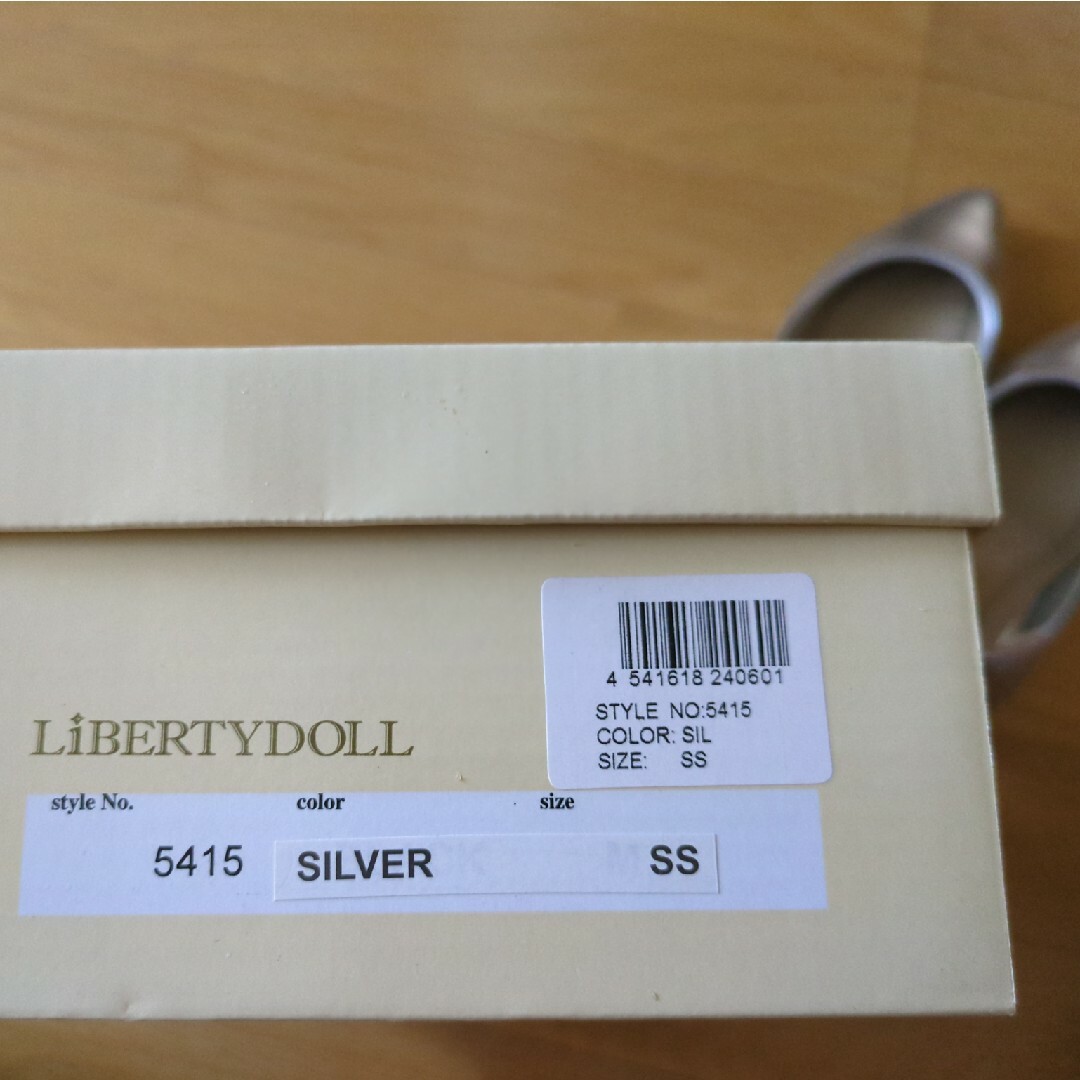 4 541618 240601
STYLE NO:5415
COLOR: SIL
SIZE: SS
LiBERTYDOLL
style No. color size
5415 SILVER SS